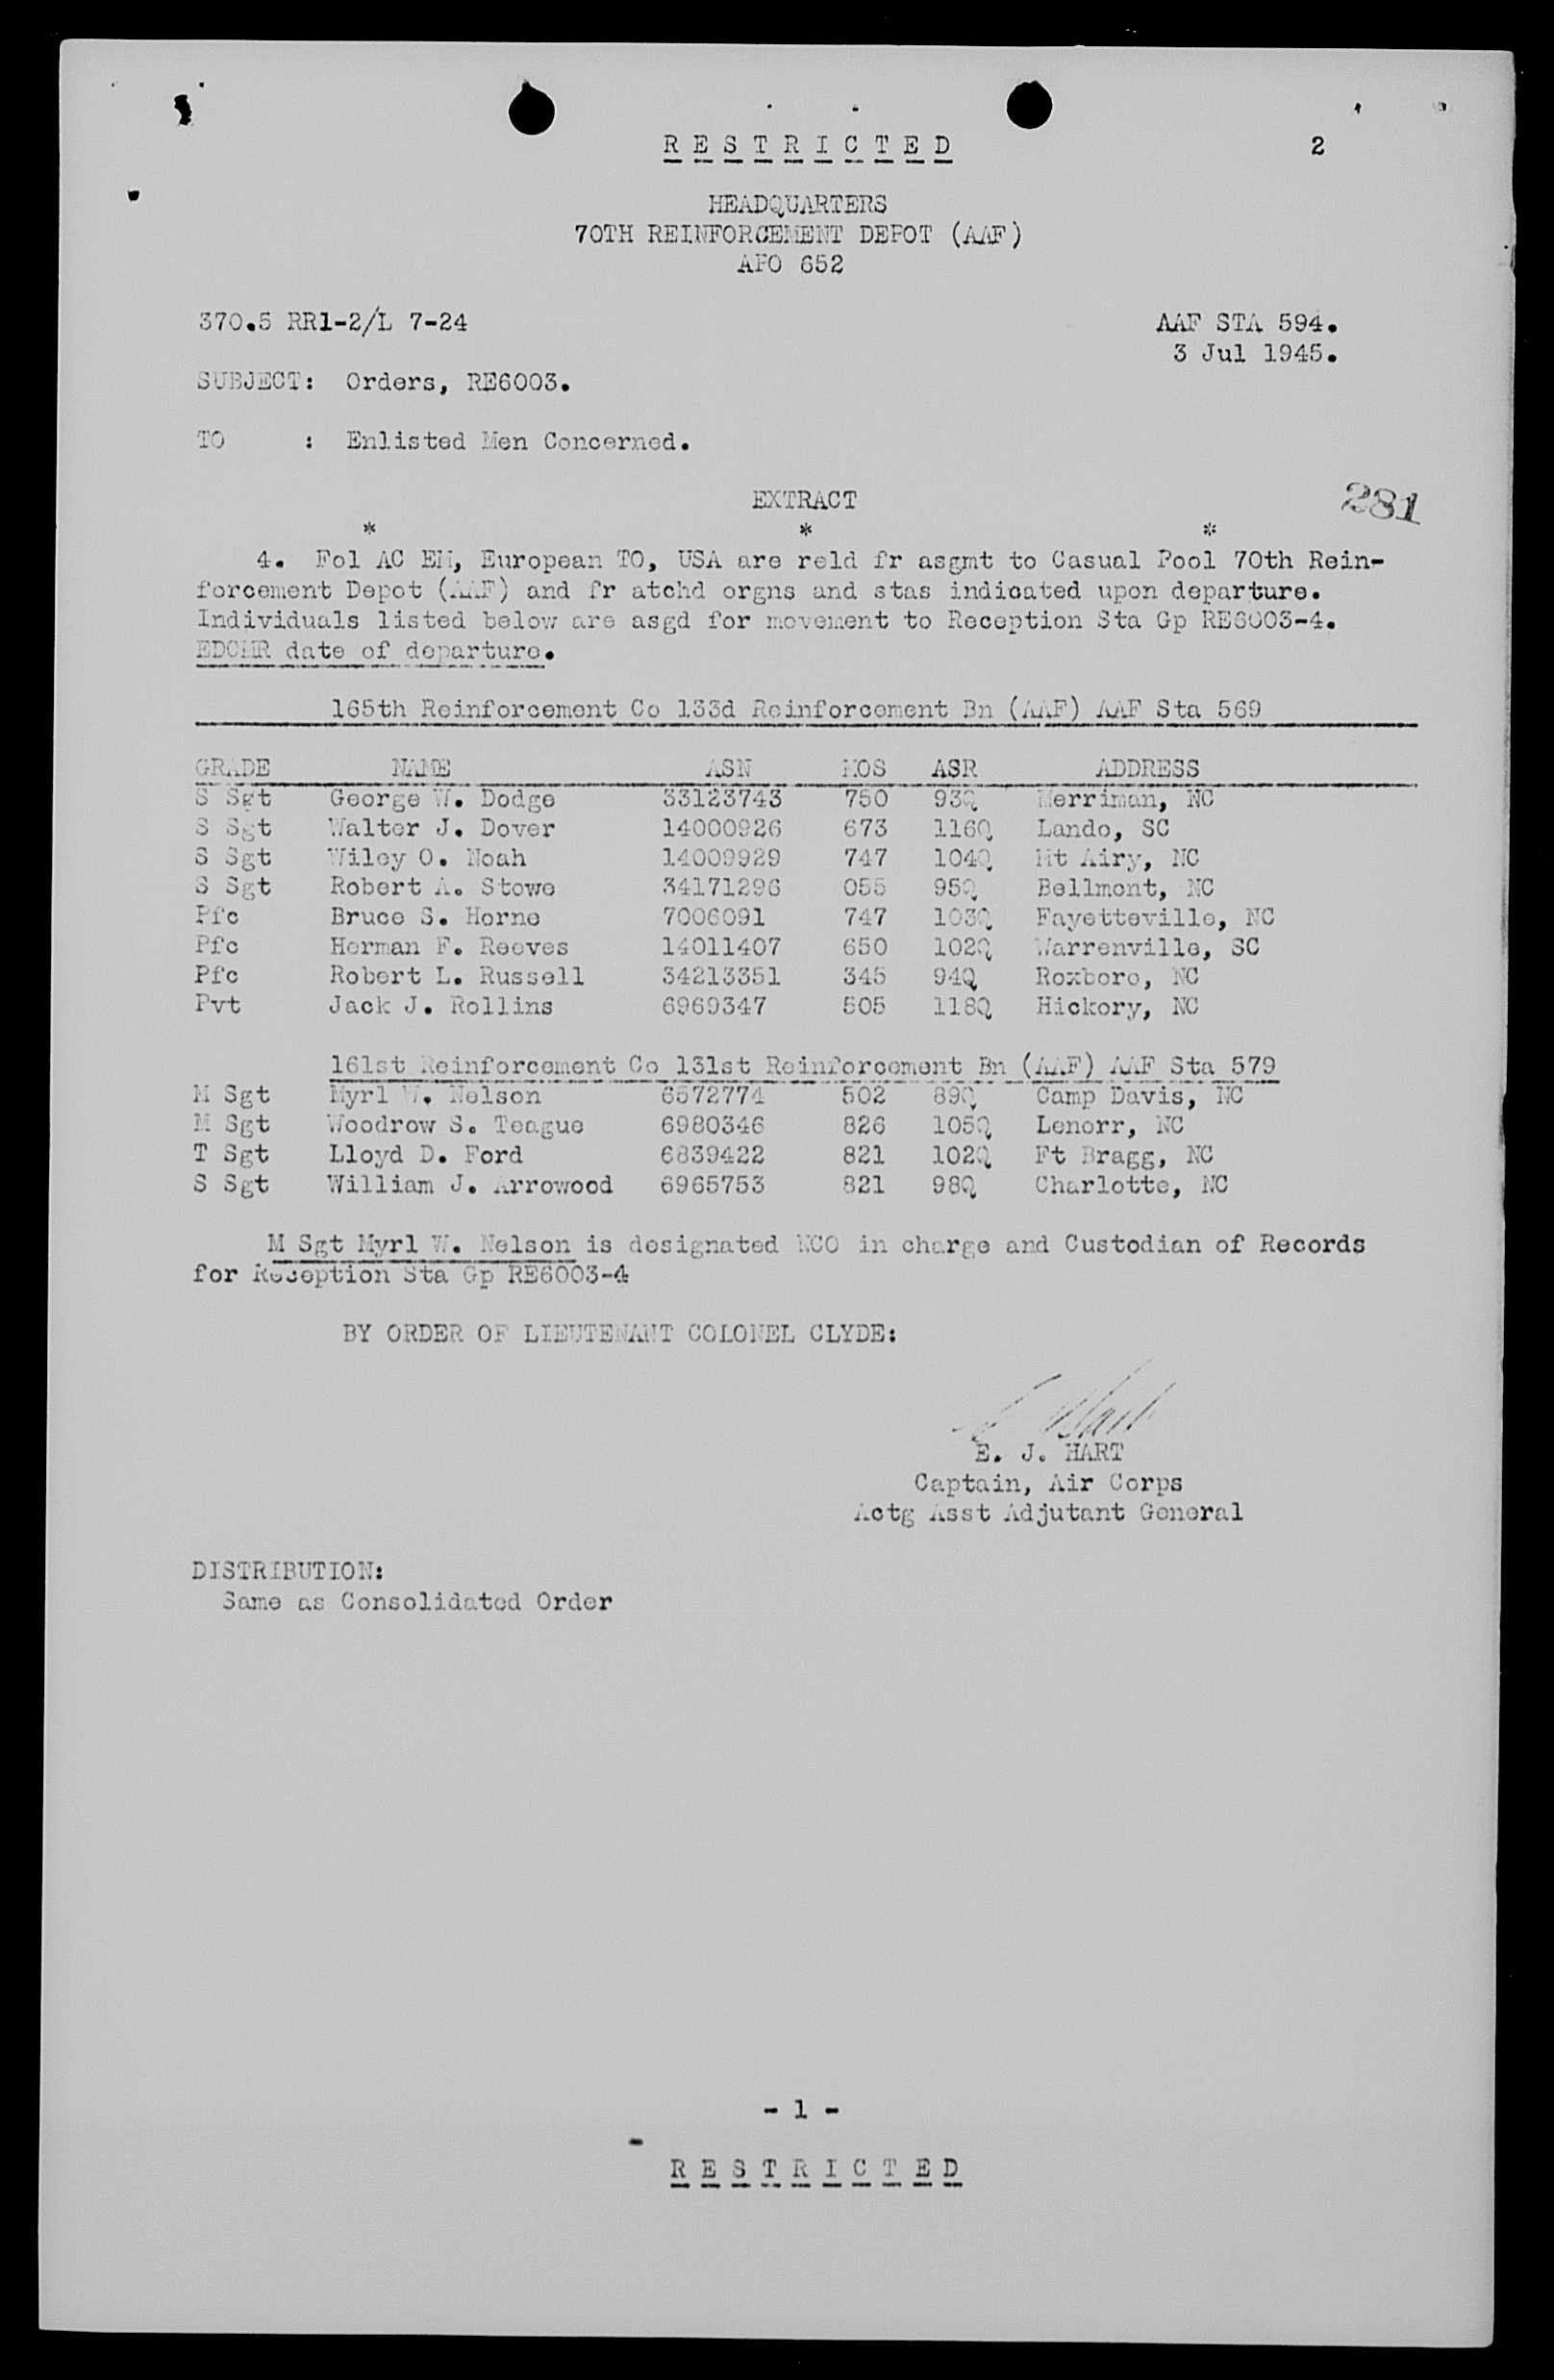 R E S T R I C T E D 2
HEADQUARTERS
70TH REINFORCEMENT DEPOT (AAF)
APO 652
370.5 RR1-2/L 7-24 AAF STA 594.
3 Jul 1945.
SUBJECT: Orders, RE6003.
TO : Enlisted Men Concerned.
EXTRACT 281
* * *
4. Fol AC EM, European TO, USA are reld fr asgmt to Casual Pool 70th Rein-
forcement Depot (AAF) and fr atchd orgns and stas indicated upon departure.
Individuals listed below are asgd for movement to Reception Sta Gp RE6003-4.
EDCMR date of departure.
165th Reinforcement Co 133d Reinforcement Bn (AAF) AAF Sta 569
GRADE NAME ASN MOS ASR ADDRESS
S Sgt George W. Dodge 33123743 750 93Q Merriman, NC
S Sgt Walter J. Dover 14000926 673 116Q Lando, SC
S Sgt Wiley O. Noah 14009929 747 104Q Mt Airy, NC
S Sgt Robert A. Stowe 34171296 055 95Q Bellmont, NC
Pfc Bruce S. Horne 7006091 747 103Q Fayetteville, NC
Pfc Herman F. Reeves 14011407 650 102Q Warrenville, SC
Pfc Robert L. Russell 34213351 345 94Q Roxboro, NC
Pvt Jack J. Rollins 6969347 505 118Q Hickory, NC
161st Reinforcement Co 131st Reinforcement Bn (AAF) AAF Sta 579
M Sgt Myrl W. Nelson 6572774 502 89Q Camp Davis, NC
M Sgt Woodrow S. Teague 6980346 826 105Q Lenorr, NC
T Sgt Lloyd D. Ford 6839422 821 102Q Ft Bragg, NC
S Sgt William J. Arrowood 6965753 821 98Q Charlotte, NC
M Sgt Myrl W. Nelson is designated NCO in charge and Custodian of Records
for Reception Sta Gp RE6003-4
BY ORDER OF LIEUTENANT COLONEL CLYDE:
E. J. HART
Captain, Air Corps
Actg Asst Adjutant General
DISTRIBUTION:
Same as Consolidated Order
- 1 -
R E S T R I C T E D